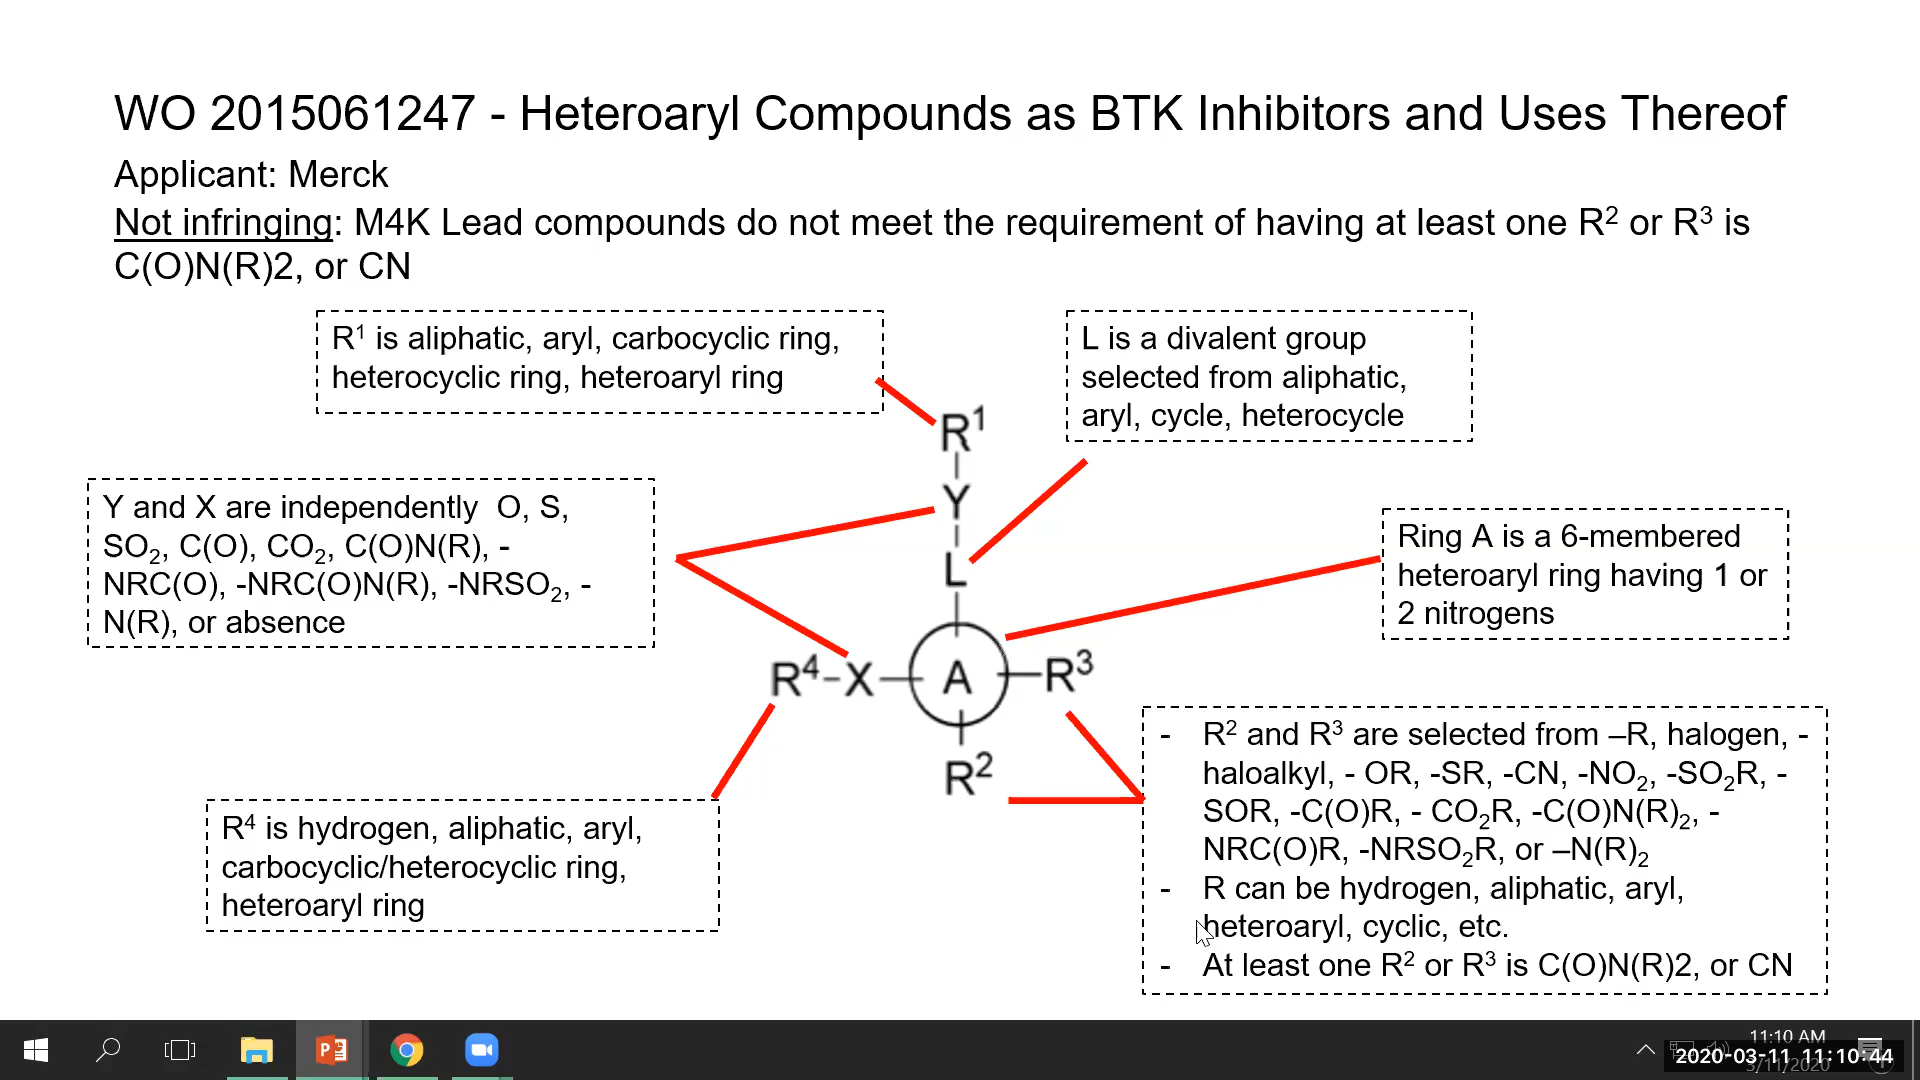 WO 2015061247 - Heteroaryl Compounds as BTK Inhibitors and Uses Thereof
Applicant: Merck
Not infringing: M4K Lead compounds do not meet the requirement of having at least one R² or R³ is
C(O)N(R)2, or CN
R¹ is aliphatic, aryl, carbocyclic ring,
heterocyclic ring, heteroaryl ring
L is a divalent group
selected from aliphatic,
aryl, cycle, heterocycle
R¹
Y
L
R⁴-X
A
R³
R²
Y and X are independently  O, S,
SO₂, C(O), CO₂, C(O)N(R), -
NRC(O), -NRC(O)N(R), -NRSO₂, -
N(R), or absence
Ring A is a 6-membered
heteroaryl ring having 1 or
2 nitrogens
R⁴ is hydrogen, aliphatic, aryl,
carbocyclic/heterocyclic ring,
heteroaryl ring
- R² and R³ are selected from –R, halogen, -
haloalkyl, - OR, -SR, -CN, -NO₂, -SO₂R, -
SOR, -C(O)R, - CO₂R, -C(O)N(R)₂, -
NRC(O)R, -NRSO₂R, or –N(R)₂
- R can be hydrogen, aliphatic, aryl,
heteroaryl, cyclic, etc.
- At least one R² or R³ is C(O)N(R)2, or CN
11:10 AM
2020-03-11 11:10:44
3/11/2020